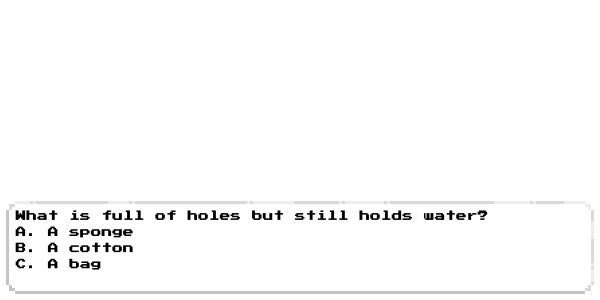 What is full of holes but still holds water?
A. A sponge
B. A cotton
C. A bag